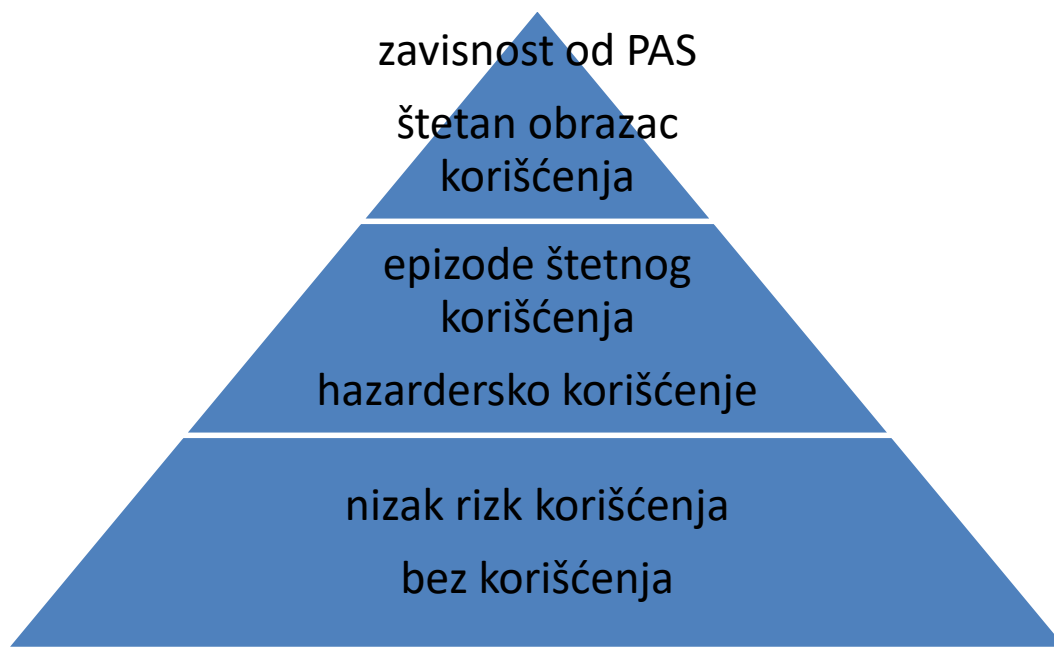 zavisnost od PAS
štetan obrazac
korišćenja
epizode štetnog
korišćenja
hazardersko korišćenje
nizak rizk korišćenja
bez korišćenja